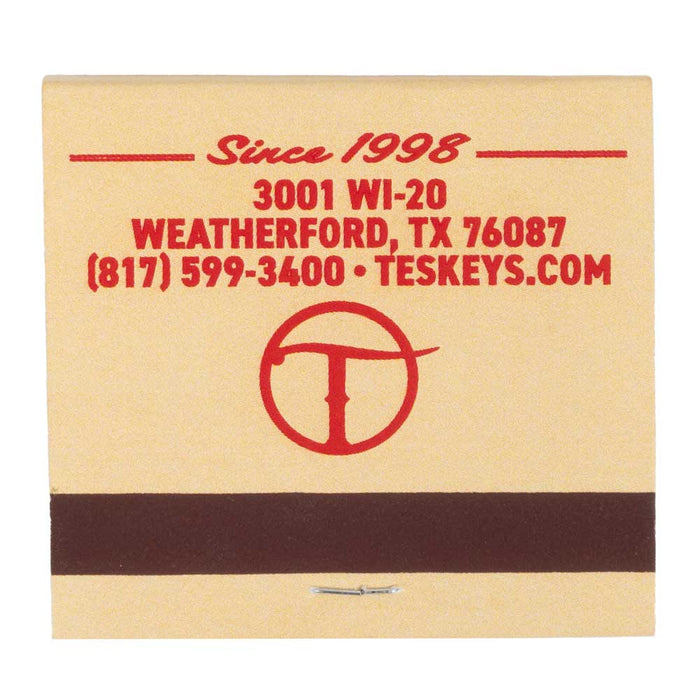 Since 1998
3001 WI-20
WEATHERFORD, TX 76087
(817) 599-3400 • TESKEYS.COM
T